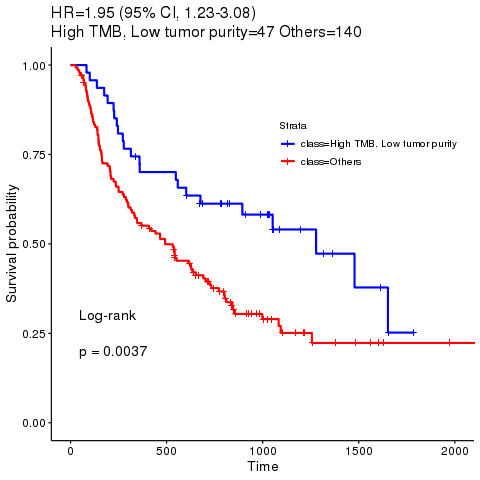 HR=1.95 (95% CI, 1.23-3.08)
High TMB, Low tumor purity=47 Others=140
Strata
class=High TMB, Low tumor purity
class=Others
Survival probability
1.00
0.75
0.50
0.25
0.00
Log-rank
p = 0.0037
0 500 1000 1500 2000
Time